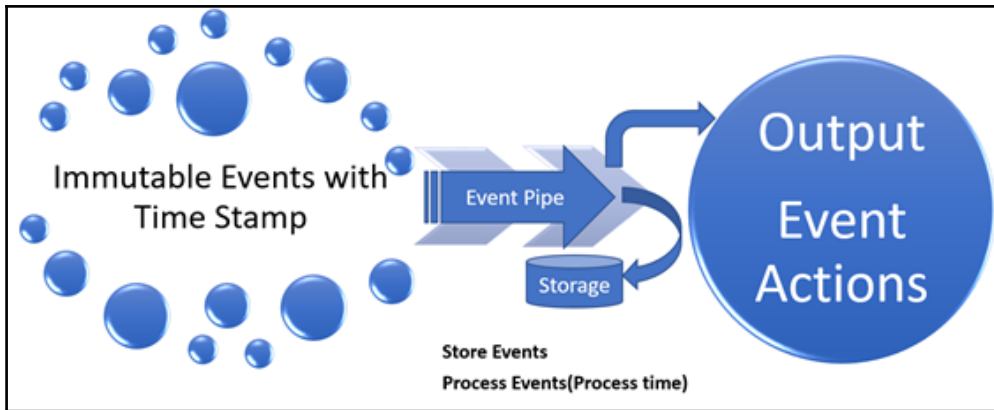 Immutable Events with
Time Stamp
Event Pipe
Storage
Output
Event
Actions
Store Events
Process Events(Process time)